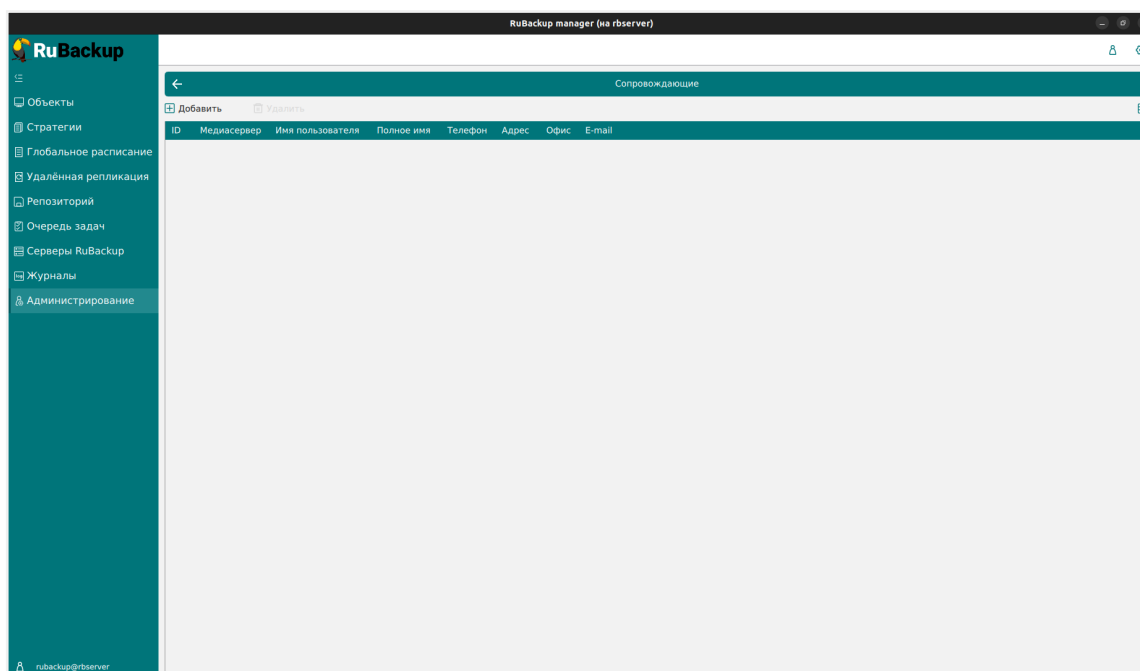 RuBackup manager (на rbserver)
RuBackup
Сопровождающие
Объекты
Добавить
Удалить
Стратегии
ID Медиасервер Имя пользователя Полное имя Телефон Адрес Офис E-mail
Глобальное расписание
Удалённая репликация
Репозиторий
Очередь задач
Серверы RuBackup
Журналы
Администрирование
rubackup@rbserver